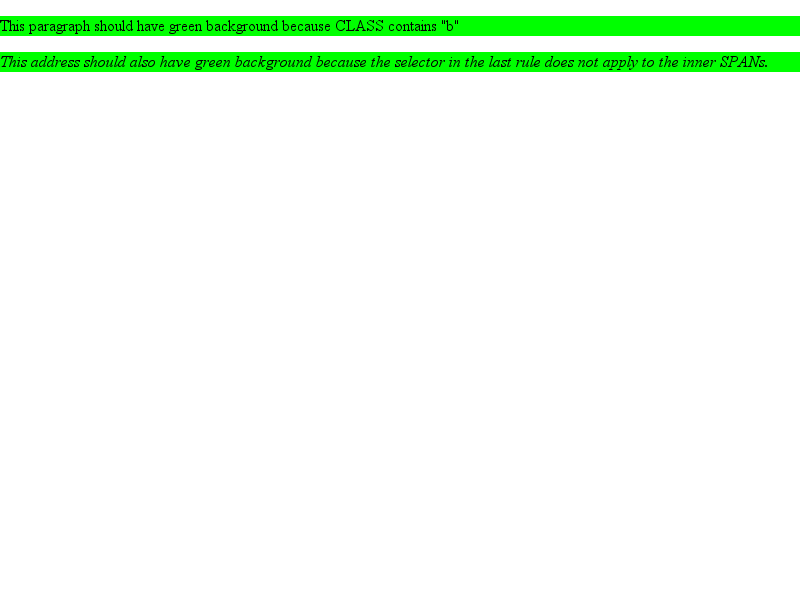 This paragraph should have green background because CLASS contains "b"
This address should also have green background because the selector in the last rule does not apply to the inner SPANs.